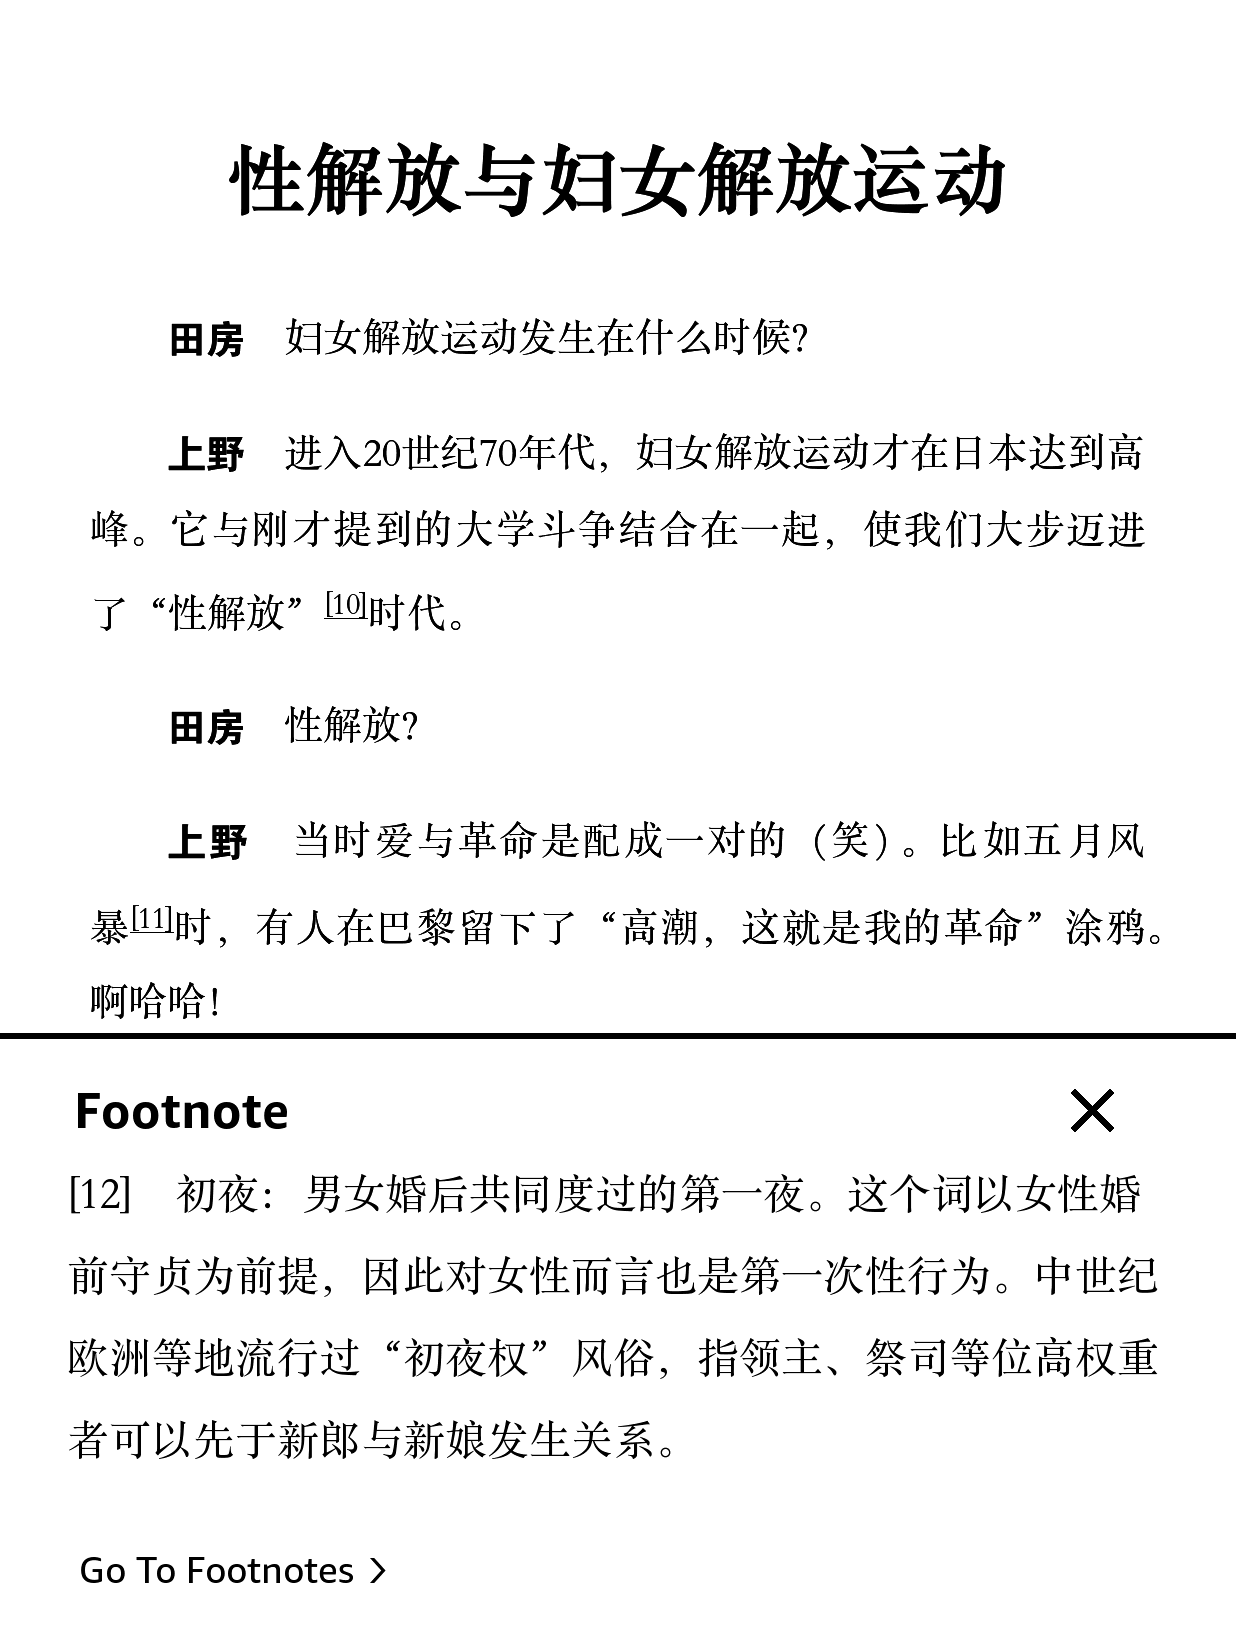 性解放与妇女解放运动
田房　妇女解放运动发生在什么时候？
上野　进入20世纪70年代，妇女解放运动才在日本达到高
峰。它与刚才提到的大学斗争结合在一起，使我们大步迈进
了“性解放”[10]时代。
田房　性解放？
上野　当时爱与革命是配成一对的（笑）。比如五月风
暴[11]时，有人在巴黎留下了“高潮，这就是我的革命”涂鸦。
啊哈哈！
Footnote
[12]　初夜：男女婚后共同度过的第一夜。这个词以女性婚
前守贞为前提，因此对女性而言也是第一次性行为。中世纪
欧洲等地流行过“初夜权”风俗，指领主、祭司等位高权重
者可以先于新郎与新娘发生关系。
Go To Footnotes